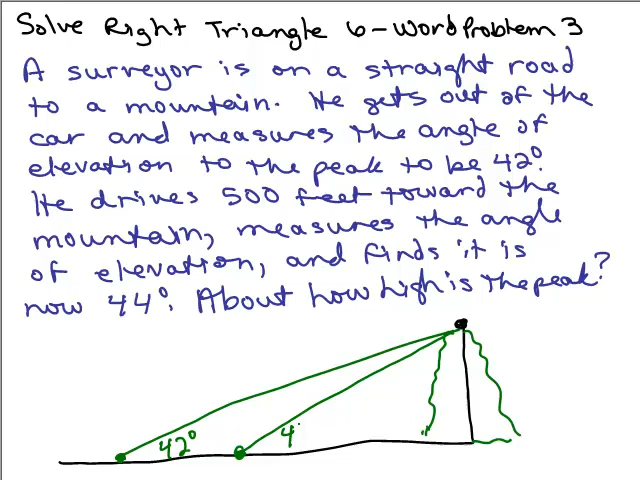 Solve Right Triangle 6-Word Problem 3
A surveyor is on a straight road
to a mountain. He gets out of the
car and measures the angle of
elevation to the peak to be 42°.
He drives 500 feet toward the
mountain, measures the angle
of elevation, and finds it is
now 44°. About how high is the peak?
42°
4